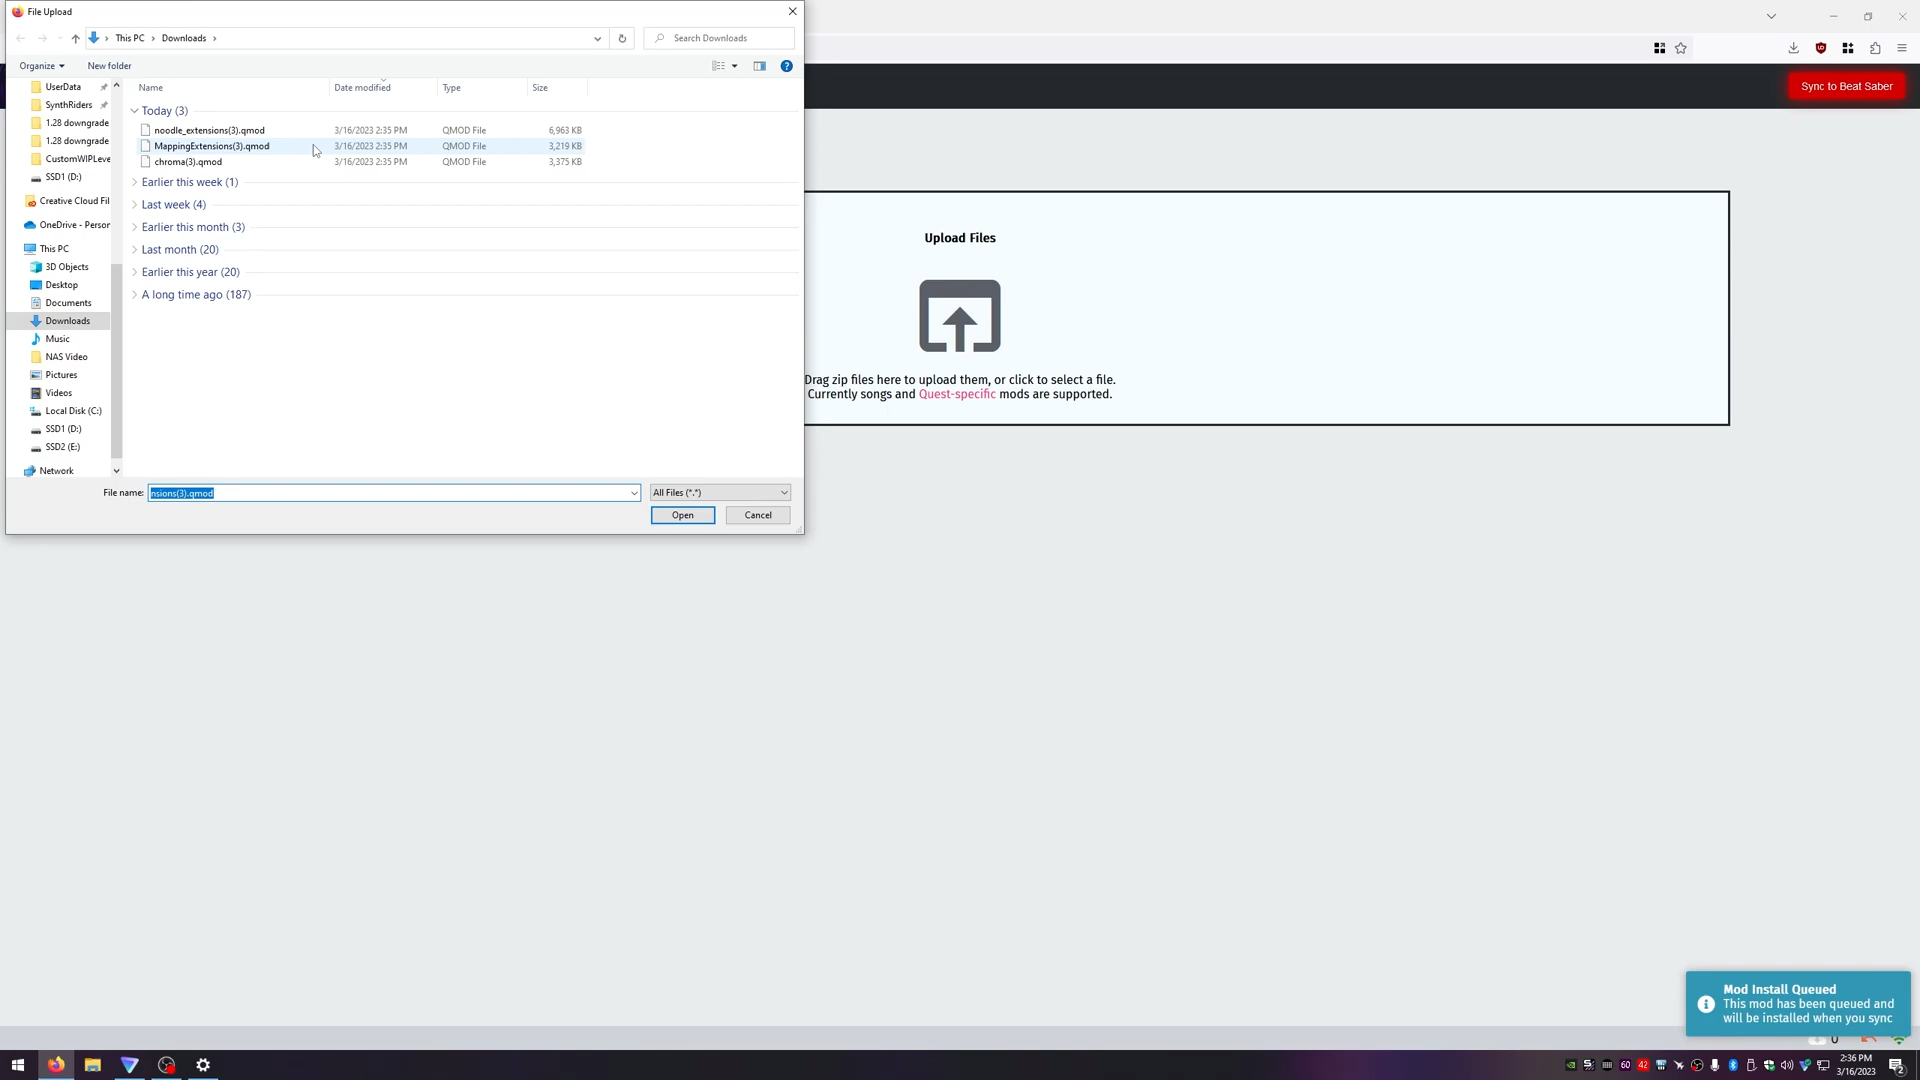 File Upload
This PC
Downloads
Search Downloads
Organize
New folder
Name
Date modified
Type
Size
Today (3)
noodle_extensions(3).qmod 3/16/2023 2:35 PM QMOD File 6,963 KB
MappingExtensions(3).qmod 3/16/2023 2:35 PM QMOD File 3,219 KB
chroma(3).qmod 3/16/2023 2:35 PM QMOD File 3,375 KB
Earlier this week (1)
Last week (4)
Earlier this month (3)
Last month (20)
Earlier this year (20)
A long time ago (187)
UserData
SynthRiders
1.28 downgrade
1.28 downgrade
CustomWIPLeve
SSD1 (D:)
Creative Cloud Fil
OneDrive - Person
This PC
3D Objects
Desktop
Documents
Downloads
Music
NAS Video
Pictures
Videos
Local Disk (C:)
SSD1 (D:)
SSD2 (E:)
Network
File name: nsions(3).qmod
All Files (*.*)
Open
Cancel
Sync to Beat Saber
Upload Files
Drag zip files here to upload them, or click to select a file.
Currently songs and Quest-specific mods are supported.
Mod Install Queued
This mod has been queued and
will be installed when you sync
0
60
42
2:36 PM
3/16/2023
2